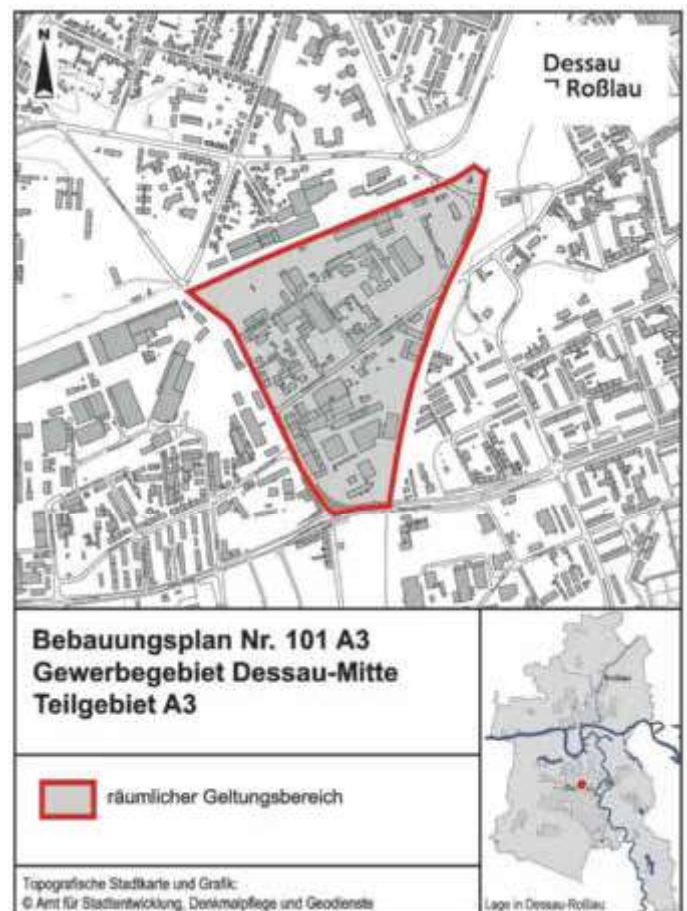 N
Dessau
Roßlau
Bebauungsplan Nr. 101 A3
Gewerbegebiet Dessau-Mitte
Teilgebiet A3
räumlicher Geltungsbereich
Topografische Stadtkarte und Grafik:
© Amt für Stadtentwicklung, Denkmalpflege und Geodienste
Roßlau
Lage in Dessau-Roßlau